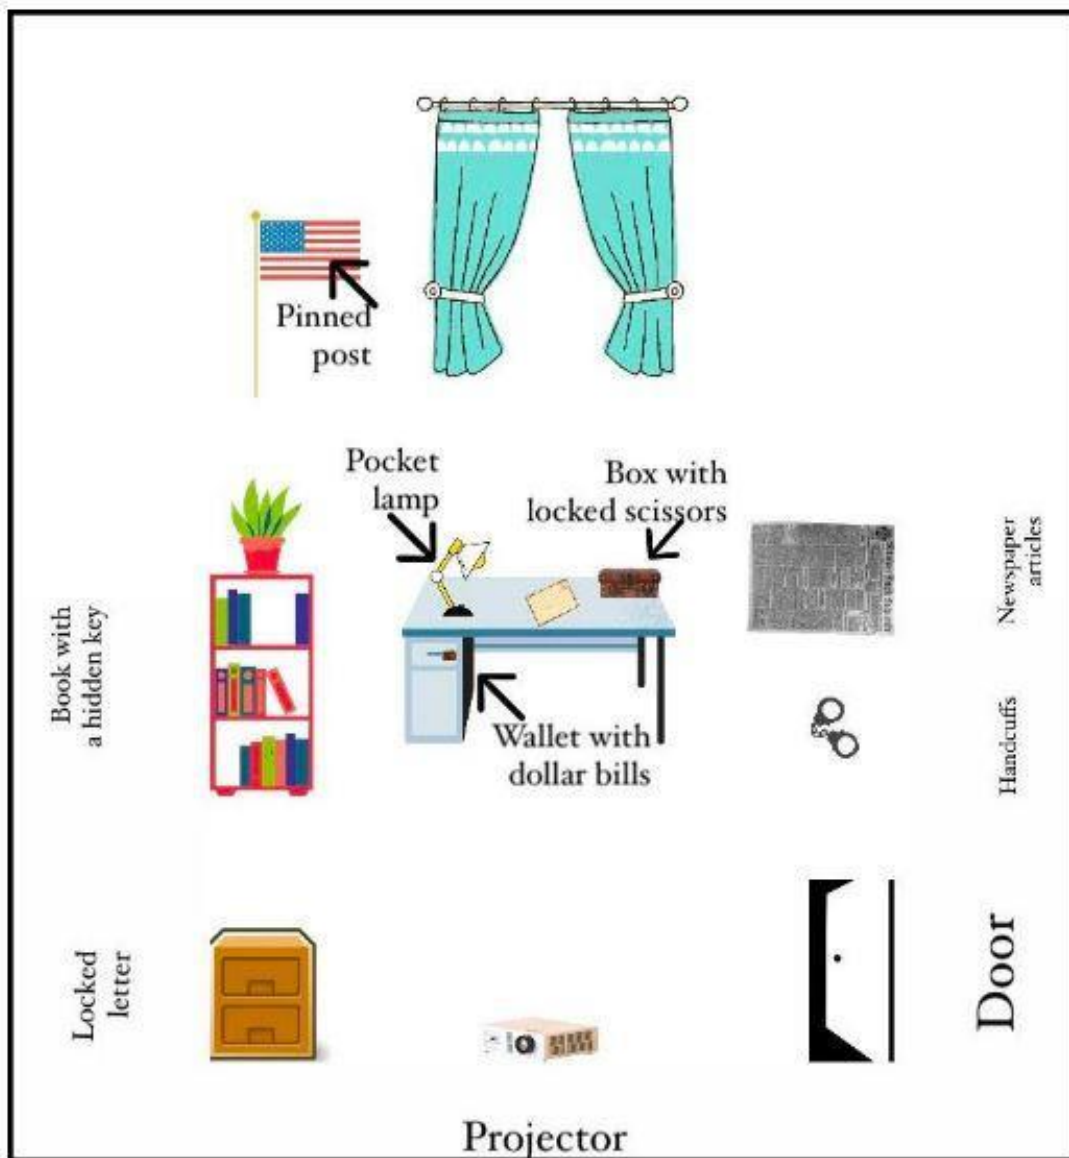 Pinned
post
Pocket
lamp
Box with
locked scissors
Newspaper
articles
Book with
a hidden key
Wallet with
dollar bills
Handcuffs
Locked
letter
Door
Projector